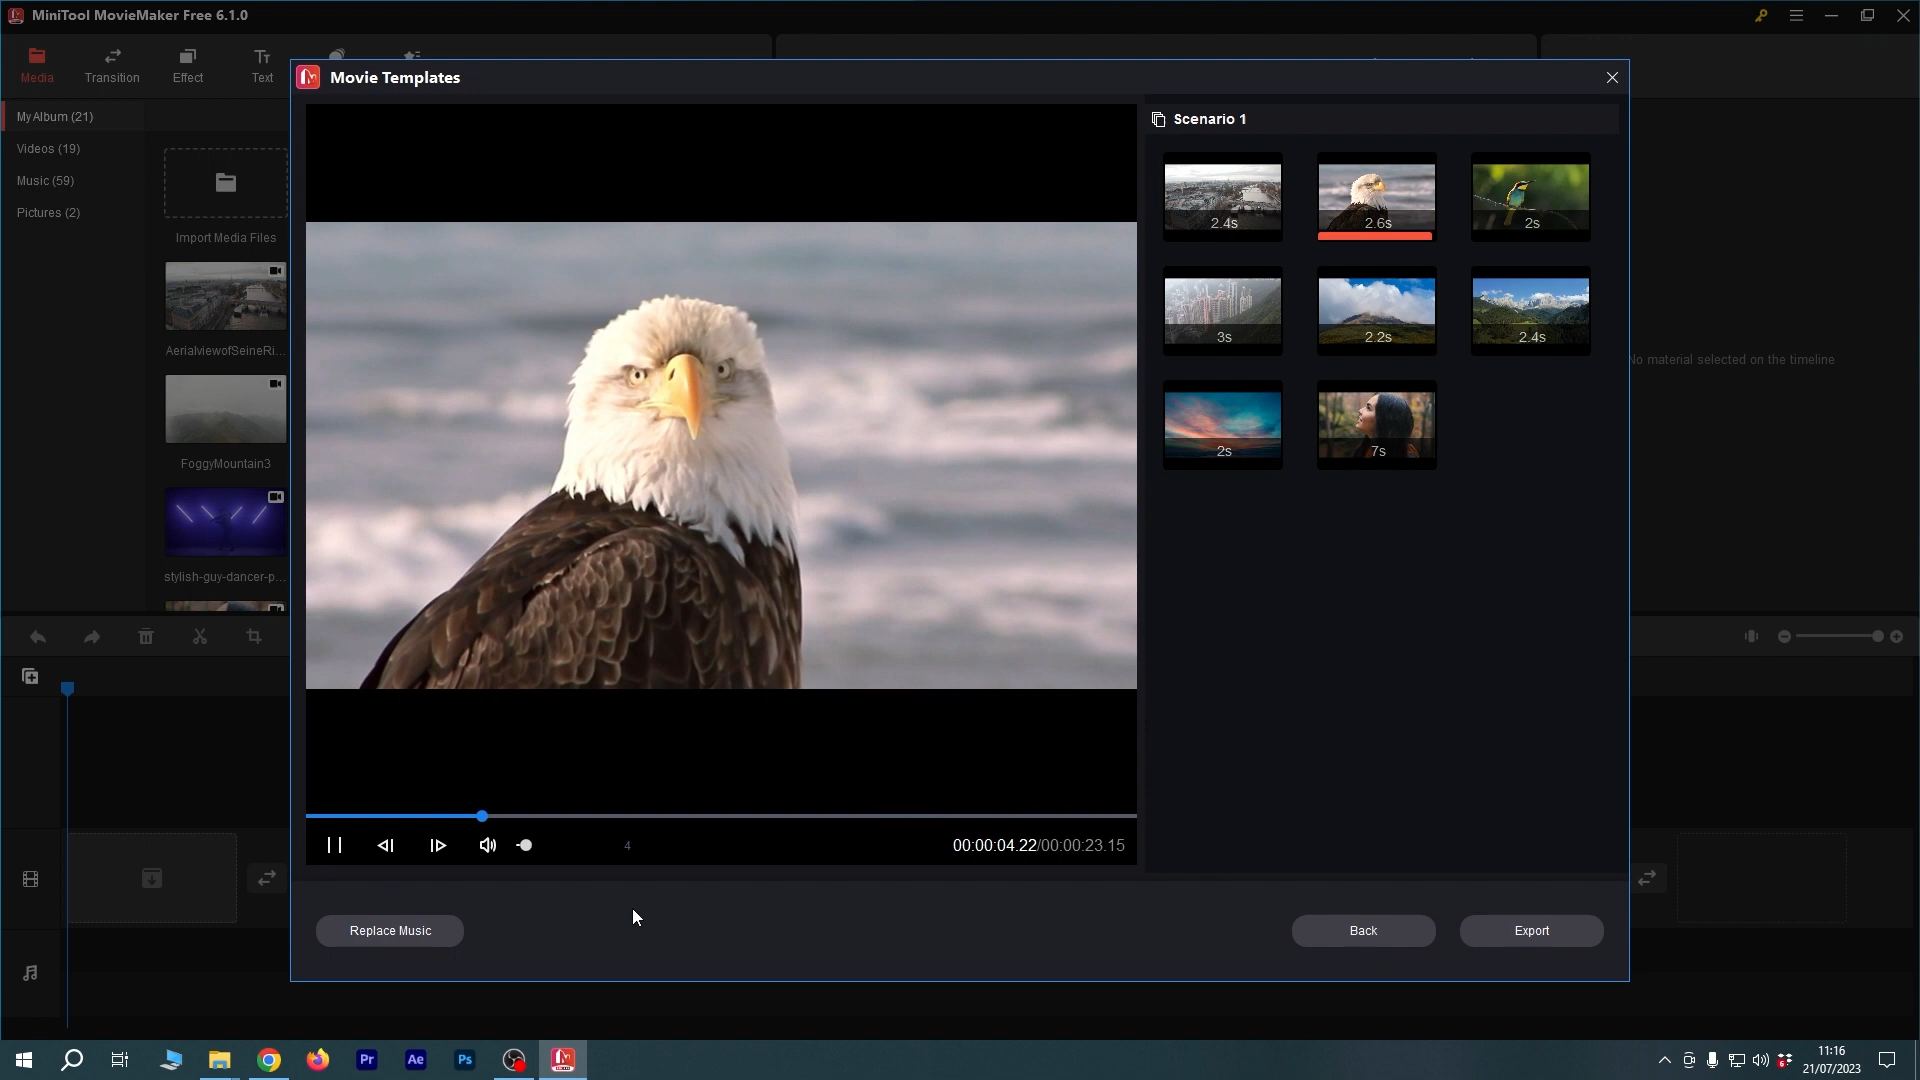 MiniTool MovieMaker Free 6.1.0
Media
Transition
Effect
Text
My Album (21)
Videos (19)
Music (59)
Pictures (2)
Import Media Files
AerialviewofSeineRi...
FoggyMountain3
stylish-guy-dancer-p...
Movie Templates
Scenario 1
2.4s
2.6s
2s
3s
2.2s
2.4s
2s
7s
No material selected on the timeline
4
00:00:04.22/00:00:23.15
Replace Music
Back
Export
Pr
Ae
Ps
11:16
21/07/2023